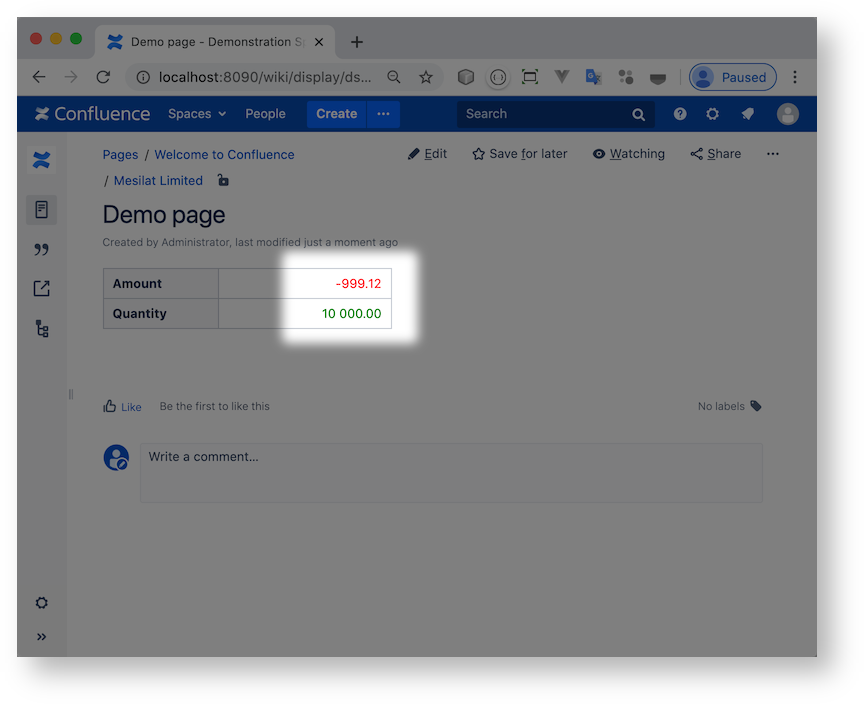 Demo page - Demonstration Sp
localhost:8090/wiki/display/ds...
Paused
Confluence Spaces People Create ··· Search
Pages / Welcome to Confluence
/ Mesilat Limited
Edit Save for later Watching Share ···
Demo page
Created by Administrator, last modified just a moment ago
Amount -999.12
Quantity 10 000.00
Like Be the first to like this No labels
Write a comment...